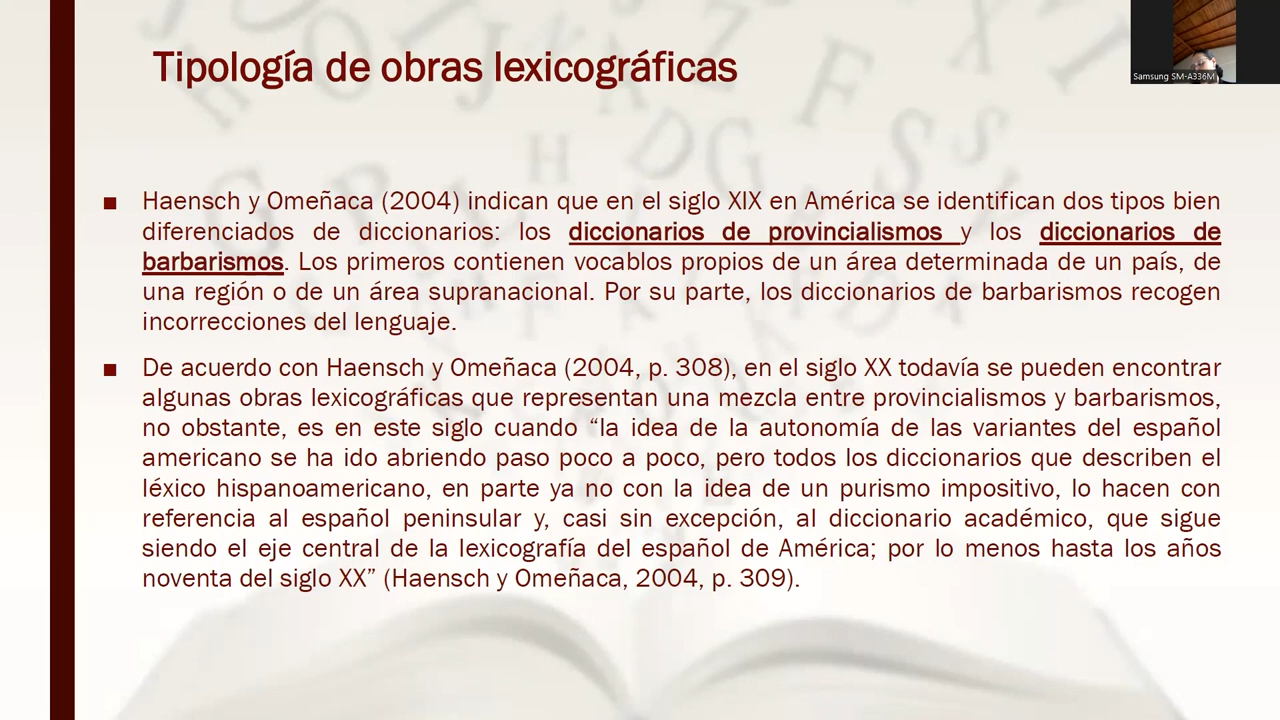 Tipología de obras lexicográficas
Samsung SM-A336M
■ Haensch y Omeñaca (2004) indican que en el siglo XIX en América se identifican dos tipos bien
diferenciados de diccionarios: los diccionarios de provincialismos y los diccionarios de
barbarismos. Los primeros contienen vocablos propios de un área determinada de un país, de
una región o de un área supranacional. Por su parte, los diccionarios de barbarismos recogen
incorrecciones del lenguaje.
■ De acuerdo con Haensch y Omeñaca (2004, p. 308), en el siglo XX todavía se pueden encontrar
algunas obras lexicográficas que representan una mezcla entre provincialismos y barbarismos,
no obstante, es en este siglo cuando “la idea de la autonomía de las variantes del español
americano se ha ido abriendo paso poco a poco, pero todos los diccionarios que describen el
léxico hispanoamericano, en parte ya no con la idea de un purismo impositivo, lo hacen con
referencia al español peninsular y, casi sin excepción, al diccionario académico, que sigue
siendo el eje central de la lexicografía del español de América; por lo menos hasta los años
noventa del siglo XX” (Haensch y Omeñaca, 2004, p. 309).